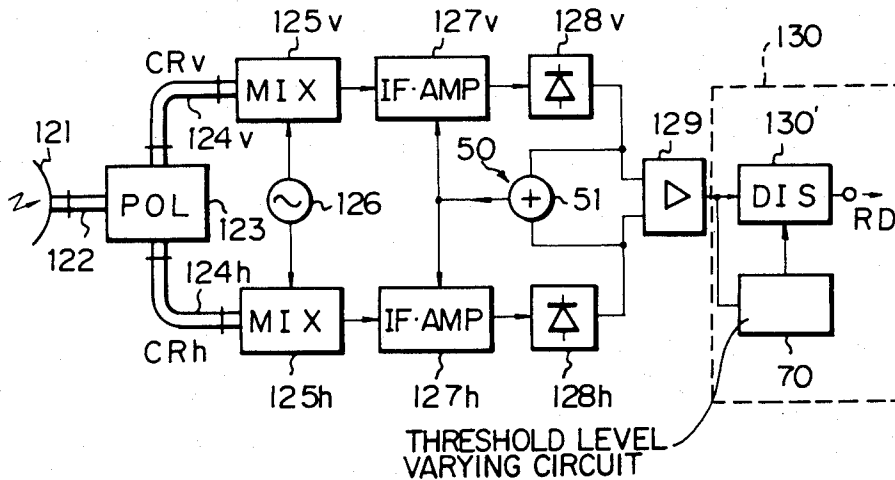 125v
127v
128v
130
CRv
MIX
IF·AMP
129
130'
121
124v
50
POL
126
+
51
DIS
123
RD
122
124h
MIX
IF·AMP
CRh
70
125h
127h
128h
THRESHOLD LEVEL
VARYING CIRCUIT